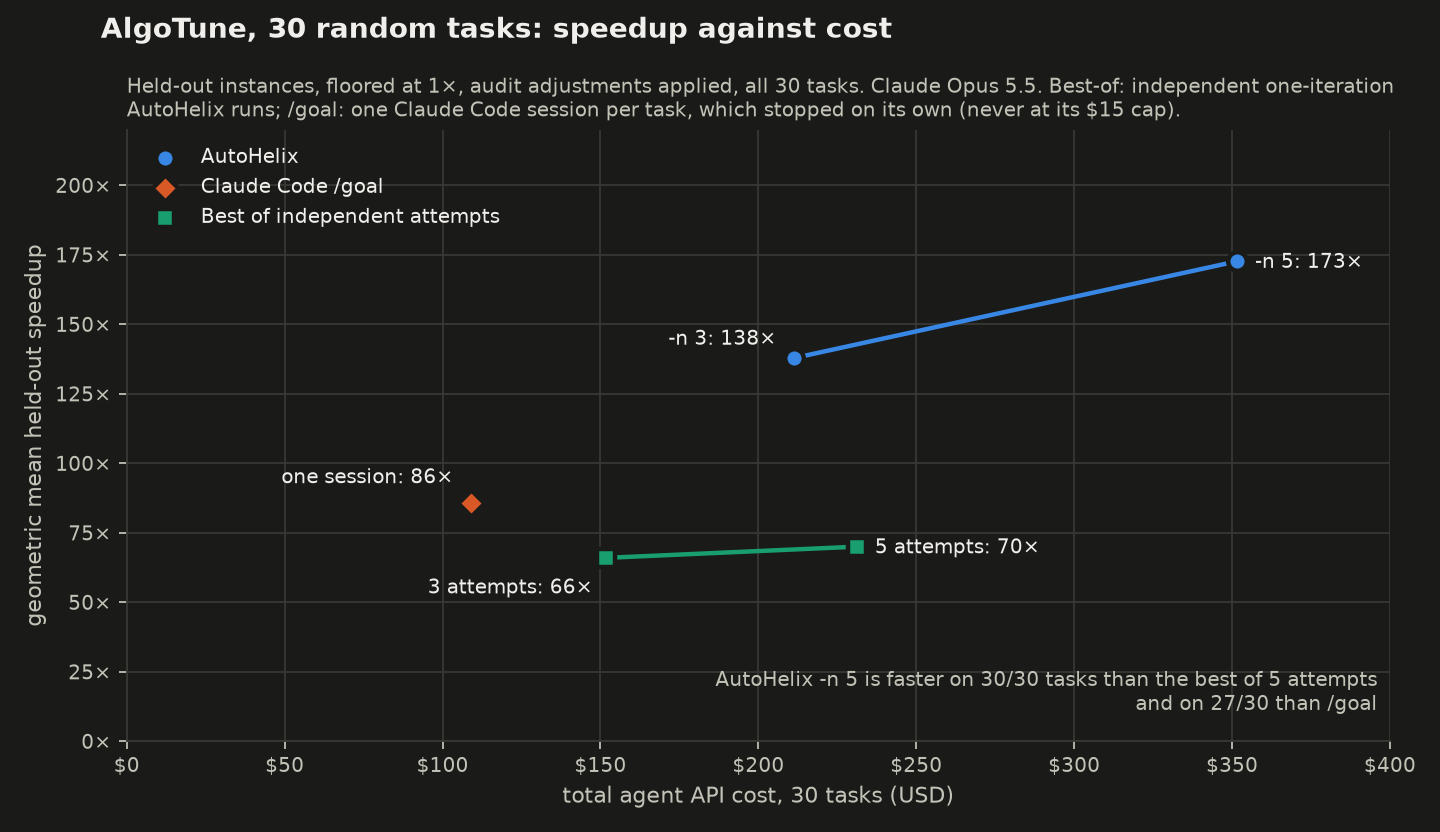 AlgoTune, 30 random tasks: speedup against cost
Held-out instances, floored at 1×, audit adjustments applied, all 30 tasks. Claude Opus 5.5. Best-of: independent one-iteration
AutoHelix runs; /goal: one Claude Code session per task, which stopped on its own (never at its $15 cap).
AutoHelix
Claude Code /goal
Best of independent attempts
geometric mean held-out speedup
200×
175×
150×
125×
100×
75×
50×
25×
0×
-n 5: 173×
-n 3: 138×
one session: 86×
5 attempts: 70×
3 attempts: 66×
AutoHelix -n 5 is faster on 30/30 tasks than the best of 5 attempts
and on 27/30 than /goal
$0
$50
$100
$150
$200
$250
$300
$350
$400
total agent API cost, 30 tasks (USD)